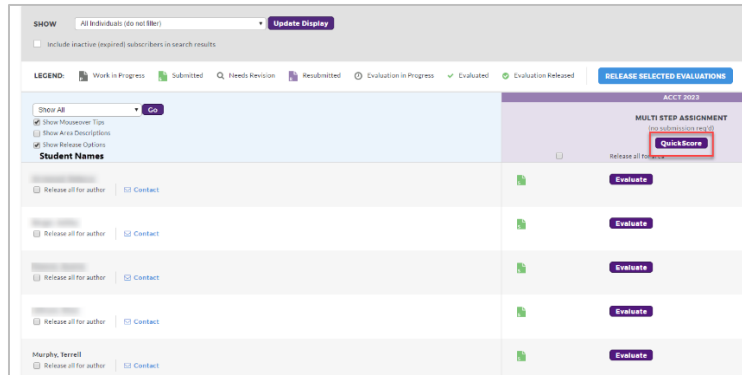 SHOW All Individuals (do not filter) Update Display
Include inactive (expired) subscribers in search results
LEGEND: Work in Progress Submitted Needs Revision Resubmitted Evaluation in Progress Evaluated Evaluation Released RELEASE SELECTED EVALUATIONS
ACCT 2023
Show All Go
MULTI STEP ASSIGNMENT
Show Mouseover Tips
(no submission req'd)
Show Area Descriptions
QuickScore
Show Release Options
Student Names
Release all for area
Release all for author Contact
Evaluate
Release all for author Contact
Evaluate
Release all for author Contact
Evaluate
Release all for author Contact
Evaluate
Murphy, Terrell
Release all for author Contact
Evaluate